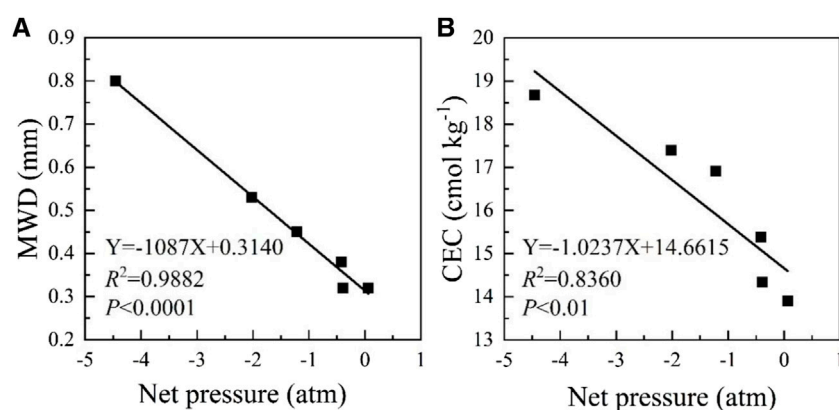 A
0.9
0.8
0.7
0.6
0.5
0.4
0.3
0.2
MWD (mm)
Y=-1087X+0.3140
R²=0.9882
P<0.0001
-5 -4 -3 -2 -1 0 1
Net pressure (atm)
B
20
19
18
17
16
15
14
13
CEC (cmol kg⁻¹)
Y=-1.0237X+14.6615
R²=0.8360
P<0.01
-5 -4 -3 -2 -1 0 1
Net pressure (atm)